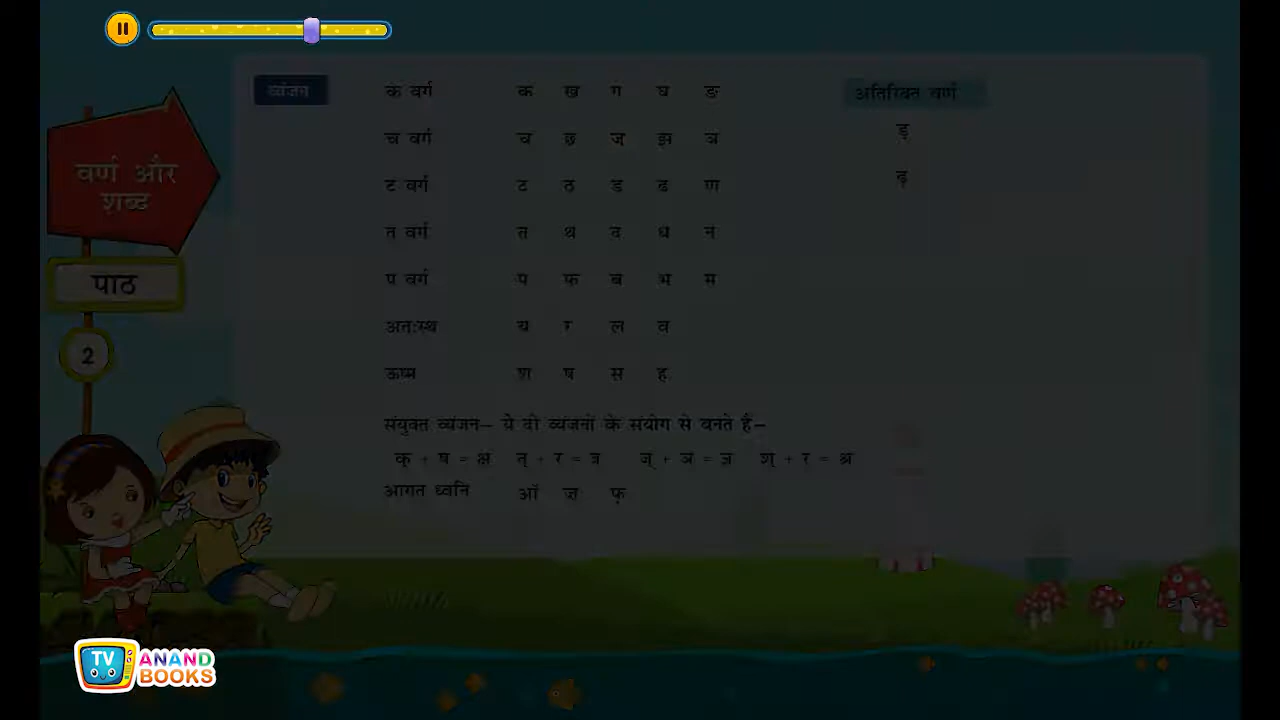 वर्ण और
शब्द
पाठ
2
व्यंजन
क वर्ग क ख ग घ ङ
च वर्ग च छ ज् झ ञ
ट वर्ग ट ठ ड ढ ण
त वर्ग त थ द ध न
प वर्ग प फ ब भ म
अतःस्थ य र ल व
ऊष्म श ष स ह
संयुक्त व्यंजन– ये दो व्यंजनों के संयोग से बनते हैं–
क् + ष = क्ष त् + र = त्र ज् + ञ = ज्ञ श् + र = श्र
आगत ध्वनि ऑ ज़ फ़
अतिरिक्त वर्ण
ड़
ढ़
TV ANAND
BOOKS